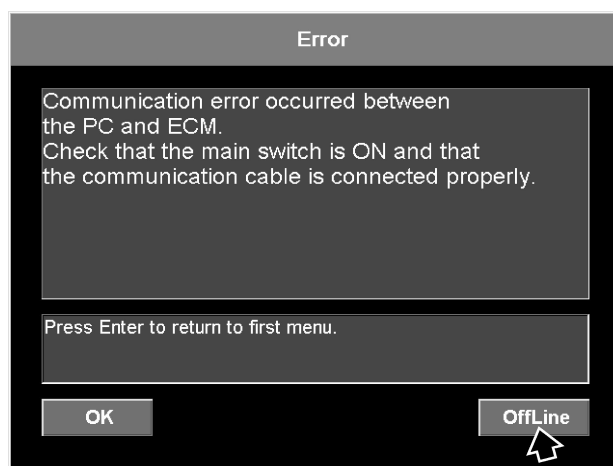 Error
Communication error occurred between
the PC and ECM.
Check that the main switch is ON and that
the communication cable is connected properly.
Press Enter to return to first menu.
OK
OffLine